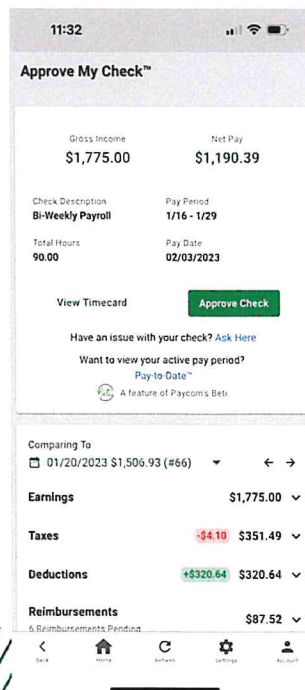 11:32
Approve My Check™
Gross Income
Net Pay
$1,775.00
$1,190.39
Check Description
Pay Period
Bi-Weekly Payroll
1/16 - 1/29
Total Hours
Pay Date
90.00
02/03/2023
View Timecard
Approve Check
Have an issue with your check? Ask Here
Want to view your active pay period?
Pay-to-Date™
A feature of Paycom's Beti.
Comparing To
01/20/2023 $1,506.93 (#66)
Earnings $1,775.00
Taxes -$4.10 $351.49
Deductions +$320.64 $320.64
Reimbursements $87.52
6 Reimbursements Pending
Back Home Refresh Settings Account